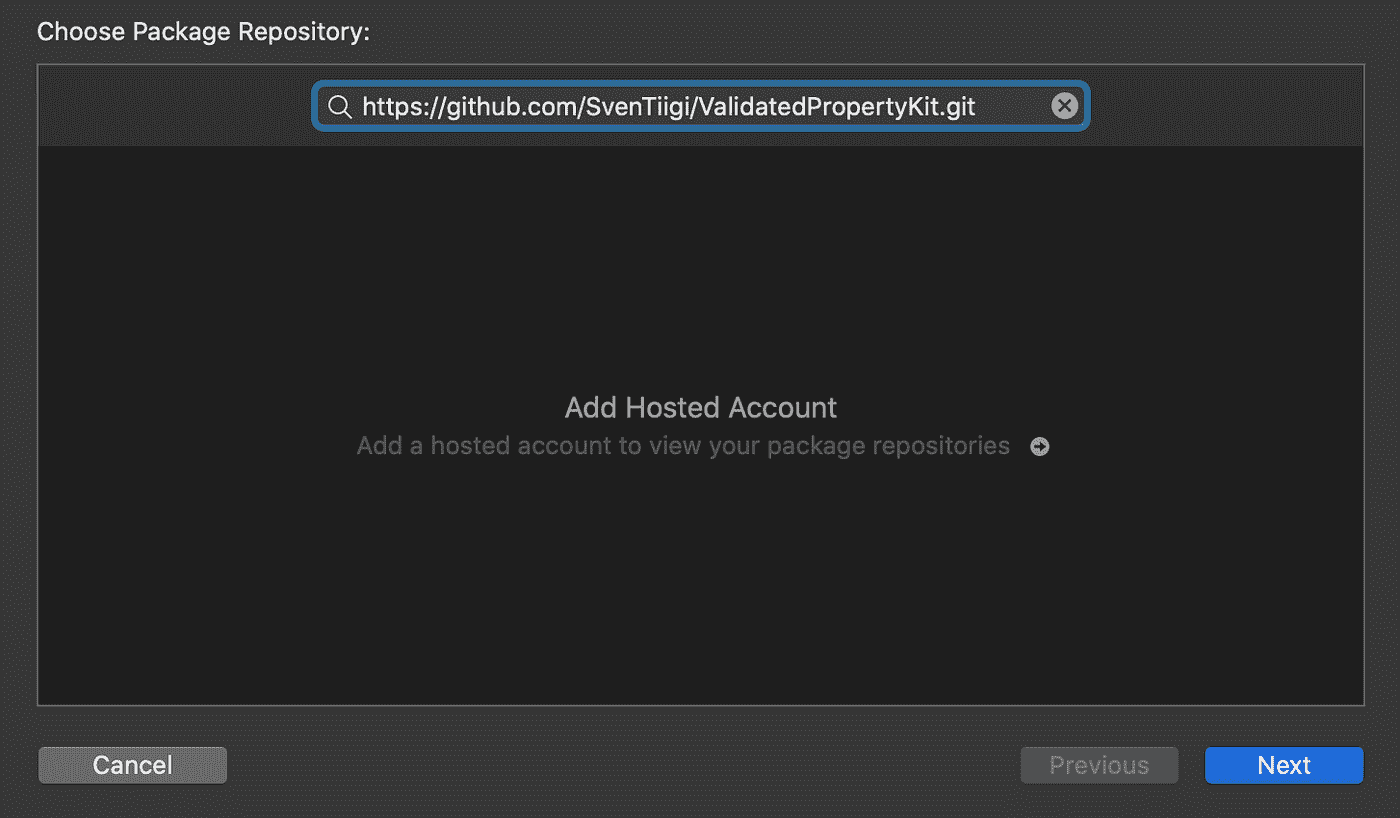 Choose Package Repository:
https://github.com/SvenTiigi/ValidatedPropertyKit.git
Add Hosted Account
Add a hosted account to view your package repositories
Cancel
Previous
Next